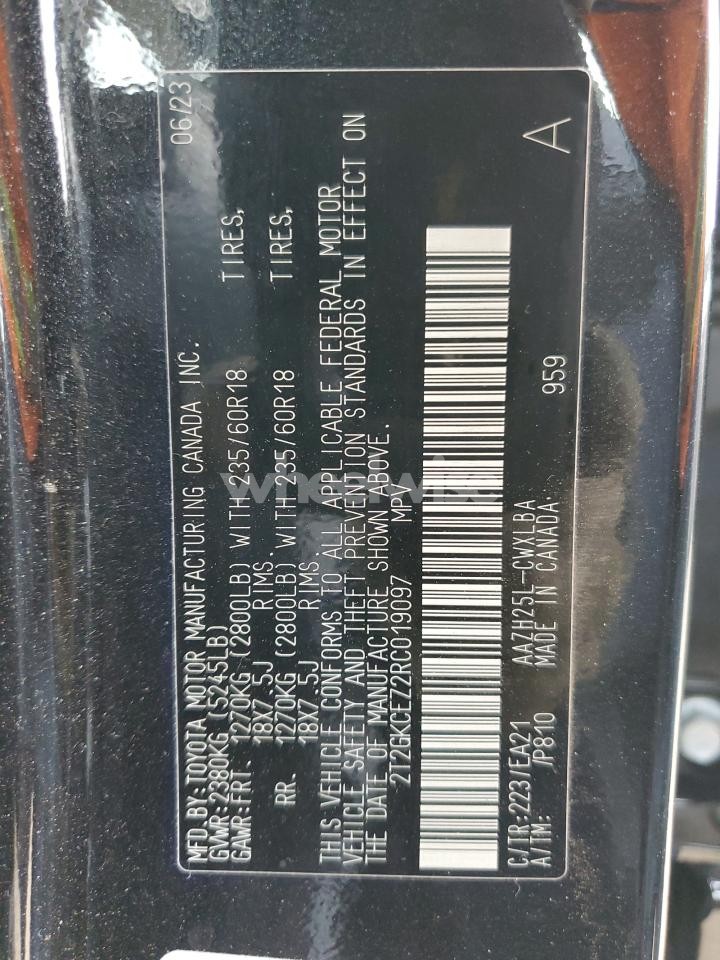 MFD.BY:TOYOTA MOTOR MANUFACTURING CANADA INC. 06/23
GVWR:2380KG (5245LB)
GAWR:FRT. 1270KG (2800LB) WITH 235/60R18 TIRES,
18X7.5J RIMS.
RR. 1270KG (2800LB) WITH 235/60R18 TIRES,
18X7.5J RIMS.
THIS VEHICLE CONFORMS TO ALL APPLICABLE FEDERAL MOTOR
VEHICLE SAFETY AND THEFT PREVENTION STANDARDS IN EFFECT ON
THE DATE OF MANUFACTURE SHOWN ABOVE.
2T2GKCEZ2RC019097 MPV
C/TR:223/EA21 AAZH25L-CWXLBA
A/TM: /P810 MADE IN CANADA 959 A
wheelwise